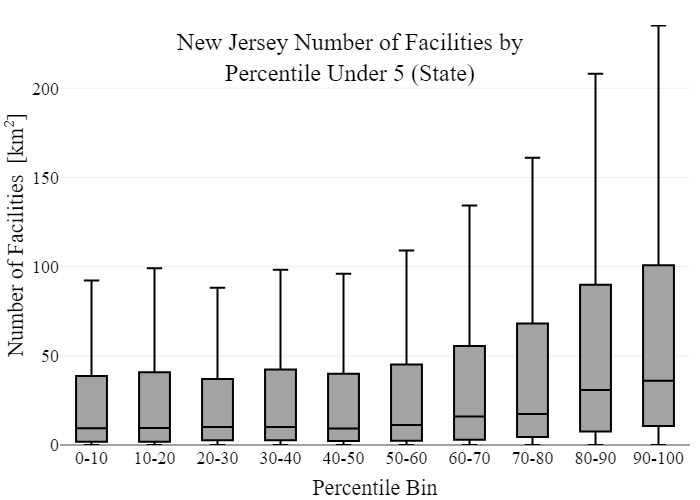 New Jersey Number of Facilities by
Percentile Under 5 (State)
Number of Facilities [km²]
200
150
100
50
0
0-10 10-20 20-30 30-40 40-50 50-60 60-70 70-80 80-90 90-100
Percentile Bin